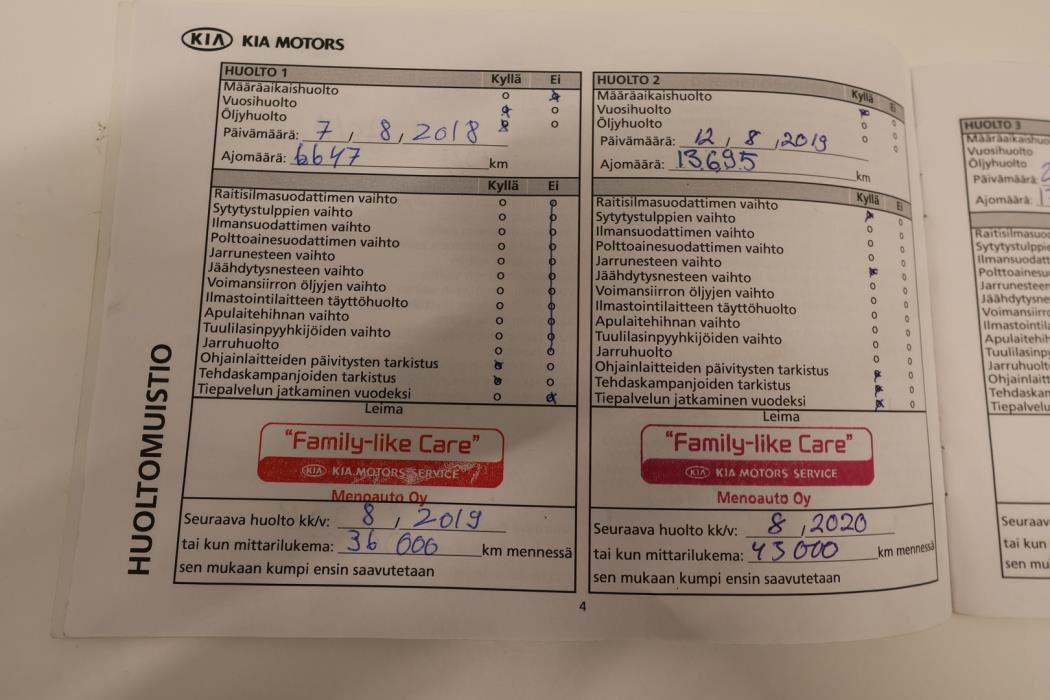 KIA KIA MOTORS
HUOLTOMUISTIO
HUOLTO 1 Kyllä Ei
Määräaikaishuolto
Vuosihuolto
Öljyhuolto
Päivämäärä: 7, 8, 2018
Ajomäärä: 6647 km
Kyllä Ei
Raitisilmasuodattimen vaihto
Sytytystulppien vaihto
Ilmansuodattimen vaihto
Polttoainesuodattimen vaihto
Jarrunesteen vaihto
Jäähdytysnesteen vaihto
Voimansiirron öljyjen vaihto
Ilmastointilaitteen täyttöhuolto
Apulaitehihnan vaihto
Tuulilasinpyyhkijöiden vaihto
Jarruhuolto
Ohjainlaitteiden päivitysten tarkistus
Tehdaskampanjoiden tarkistus
Tiepalvelun jatkaminen vuodeksi
Leima
"Family-like Care"
KIA KIA MOTORS SERVICE
Menoauto Oy
Seuraava huolto kk/v: 8, 2019
tai kun mittarilukema: 36 000 km mennessä
sen mukaan kumpi ensin saavutetaan
HUOLTO 2 Kyllä Ei
Määräaikaishuolto
Vuosihuolto
Öljyhuolto
Päivämäärä: 12, 8, 2019
Ajomäärä: 13695 km
Kyllä Ei
Raitisilmasuodattimen vaihto
Sytytystulppien vaihto
Ilmansuodattimen vaihto
Polttoainesuodattimen vaihto
Jarrunesteen vaihto
Jäähdytysnesteen vaihto
Voimansiirron öljyjen vaihto
Ilmastointilaitteen täyttöhuolto
Apulaitehihnan vaihto
Tuulilasinpyyhkijöiden vaihto
Jarruhuolto
Ohjainlaitteiden päivitysten tarkistus
Tehdaskampanjoiden tarkistus
Tiepalvelun jatkaminen vuodeksi
Leima
"Family-like Care"
KIA KIA MOTORS SERVICE
Menoauto Oy
Seuraava huolto kk/v: 8, 2020
tai kun mittarilukema: 43000 km mennessä
sen mukaan kumpi ensin saavutetaan
4
HUOLTO 3
Vuosihuolto
Öljyhuolto
Päivämäärä:
Ajomäärä: